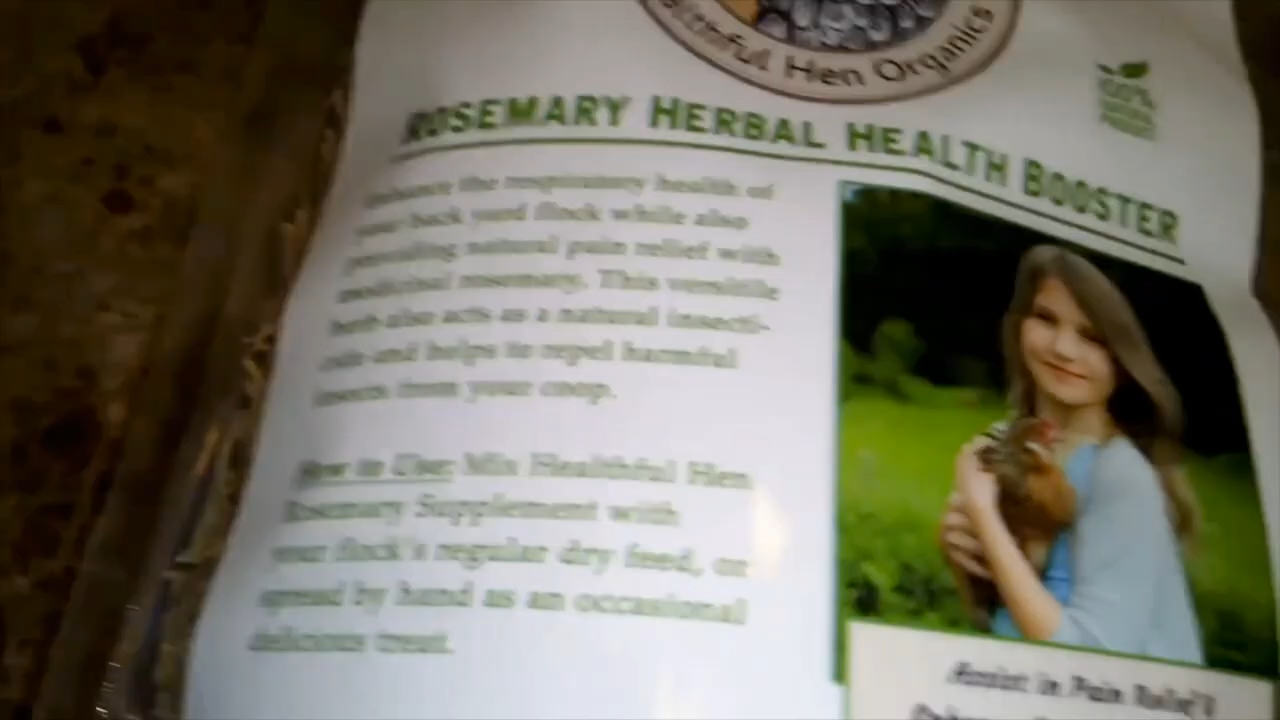 Hen Organics
100%
ROSEMARY HERBAL HEALTH BOOSTER
the respiratory health of
your back yard flock while also
providing natural pain relief with
medicinal rosemary. This versatile
herb also acts as a natural insecti-
and helps to repel harmful
insects from your coop.
How to Use: Mix Healthful Hen
Rosemary Supplement with
your flock's regular dry feed, or
spread by hand as an occasional
delicious treat.
Assist in Pain Relief &